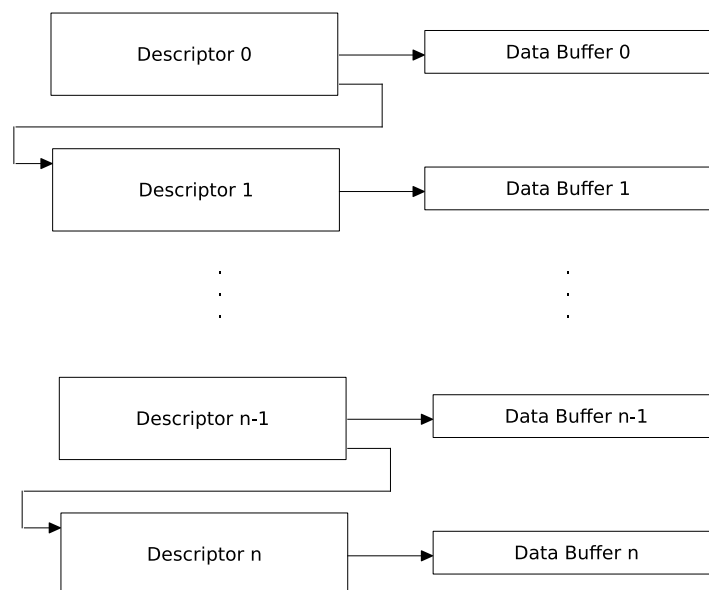 Descriptor 0
Data Buffer 0
Descriptor 1
Data Buffer 1
Descriptor n-1
Data Buffer n-1
Descriptor n
Data Buffer n